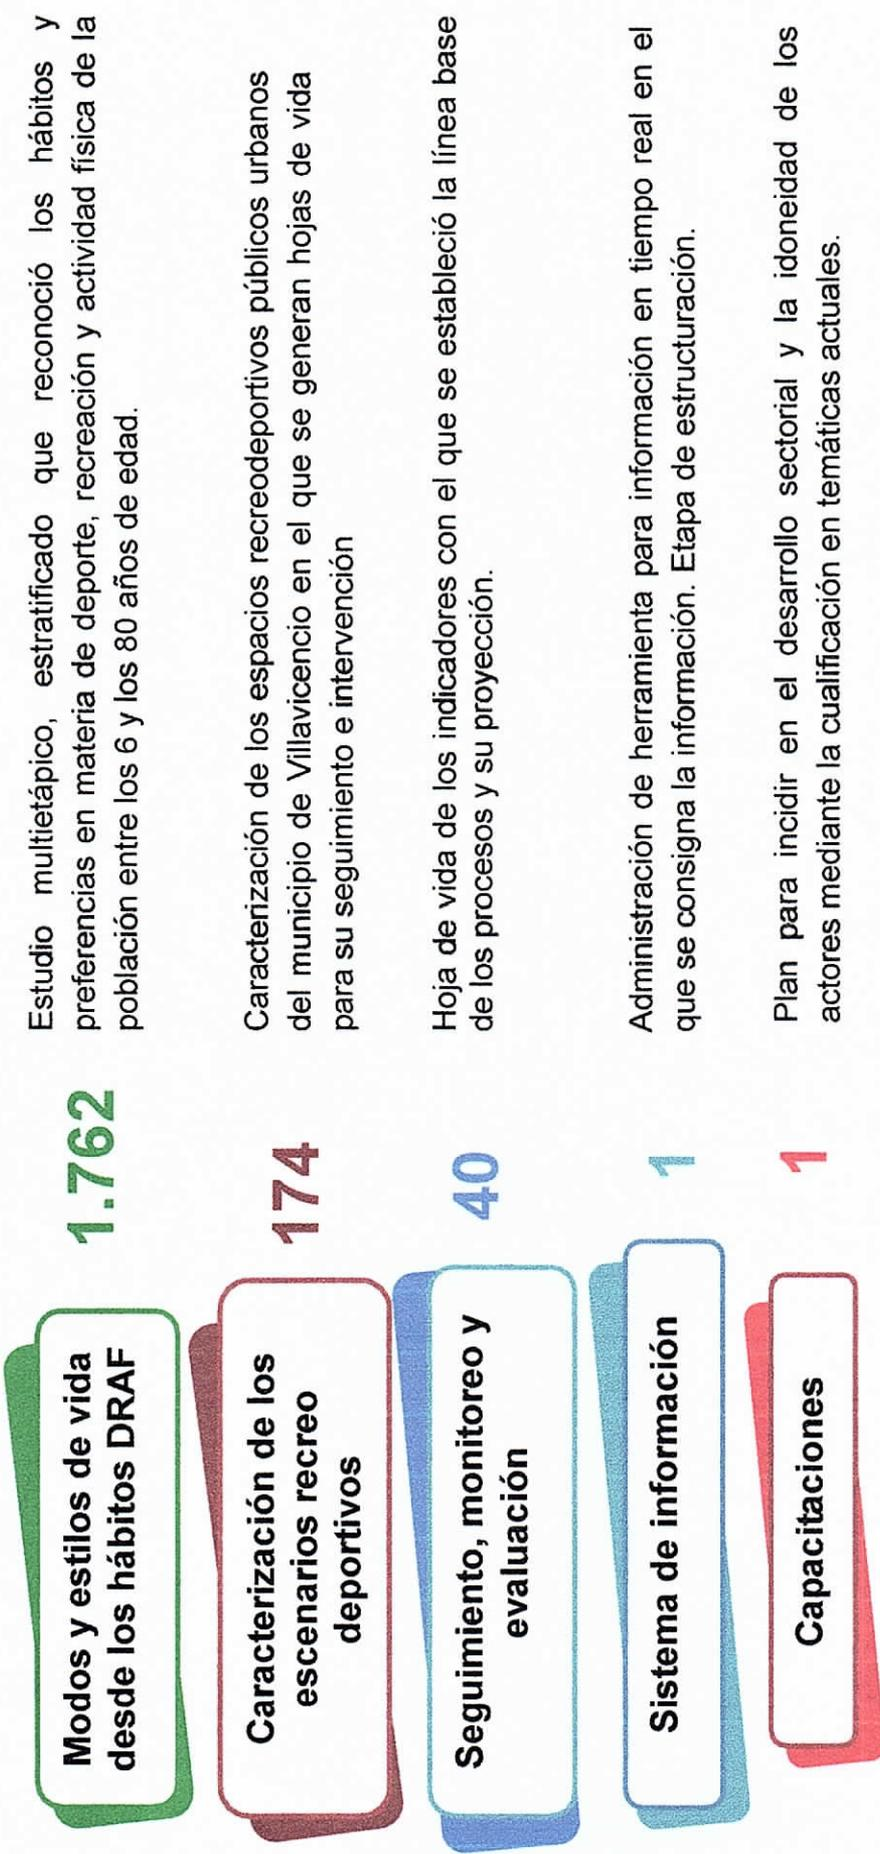 Modos y estilos de vida
desde los hábitos DRAF
1.762
Estudio multietápico, estratificado que reconoció los hábitos y
preferencias en materia de deporte, recreación y actividad física de la
población entre los 6 y los 80 años de edad.
Caracterización de los
escenarios recreo
deportivos
174
Caracterización de los espacios recreodeportivos públicos urbanos
del municipio de Villavicencio en el que se generan hojas de vida
para su seguimiento e intervención
Seguimiento, monitoreo y
evaluación
40
Hoja de vida de los indicadores con el que se estableció la línea base
de los procesos y su proyección.
Sistema de información
1
Administración de herramienta para información en tiempo real en el
que se consigna la información. Etapa de estructuración.
Capacitaciones
1
Plan para incidir en el desarrollo sectorial y la idoneidad de los
actores mediante la cualificación en temáticas actuales.